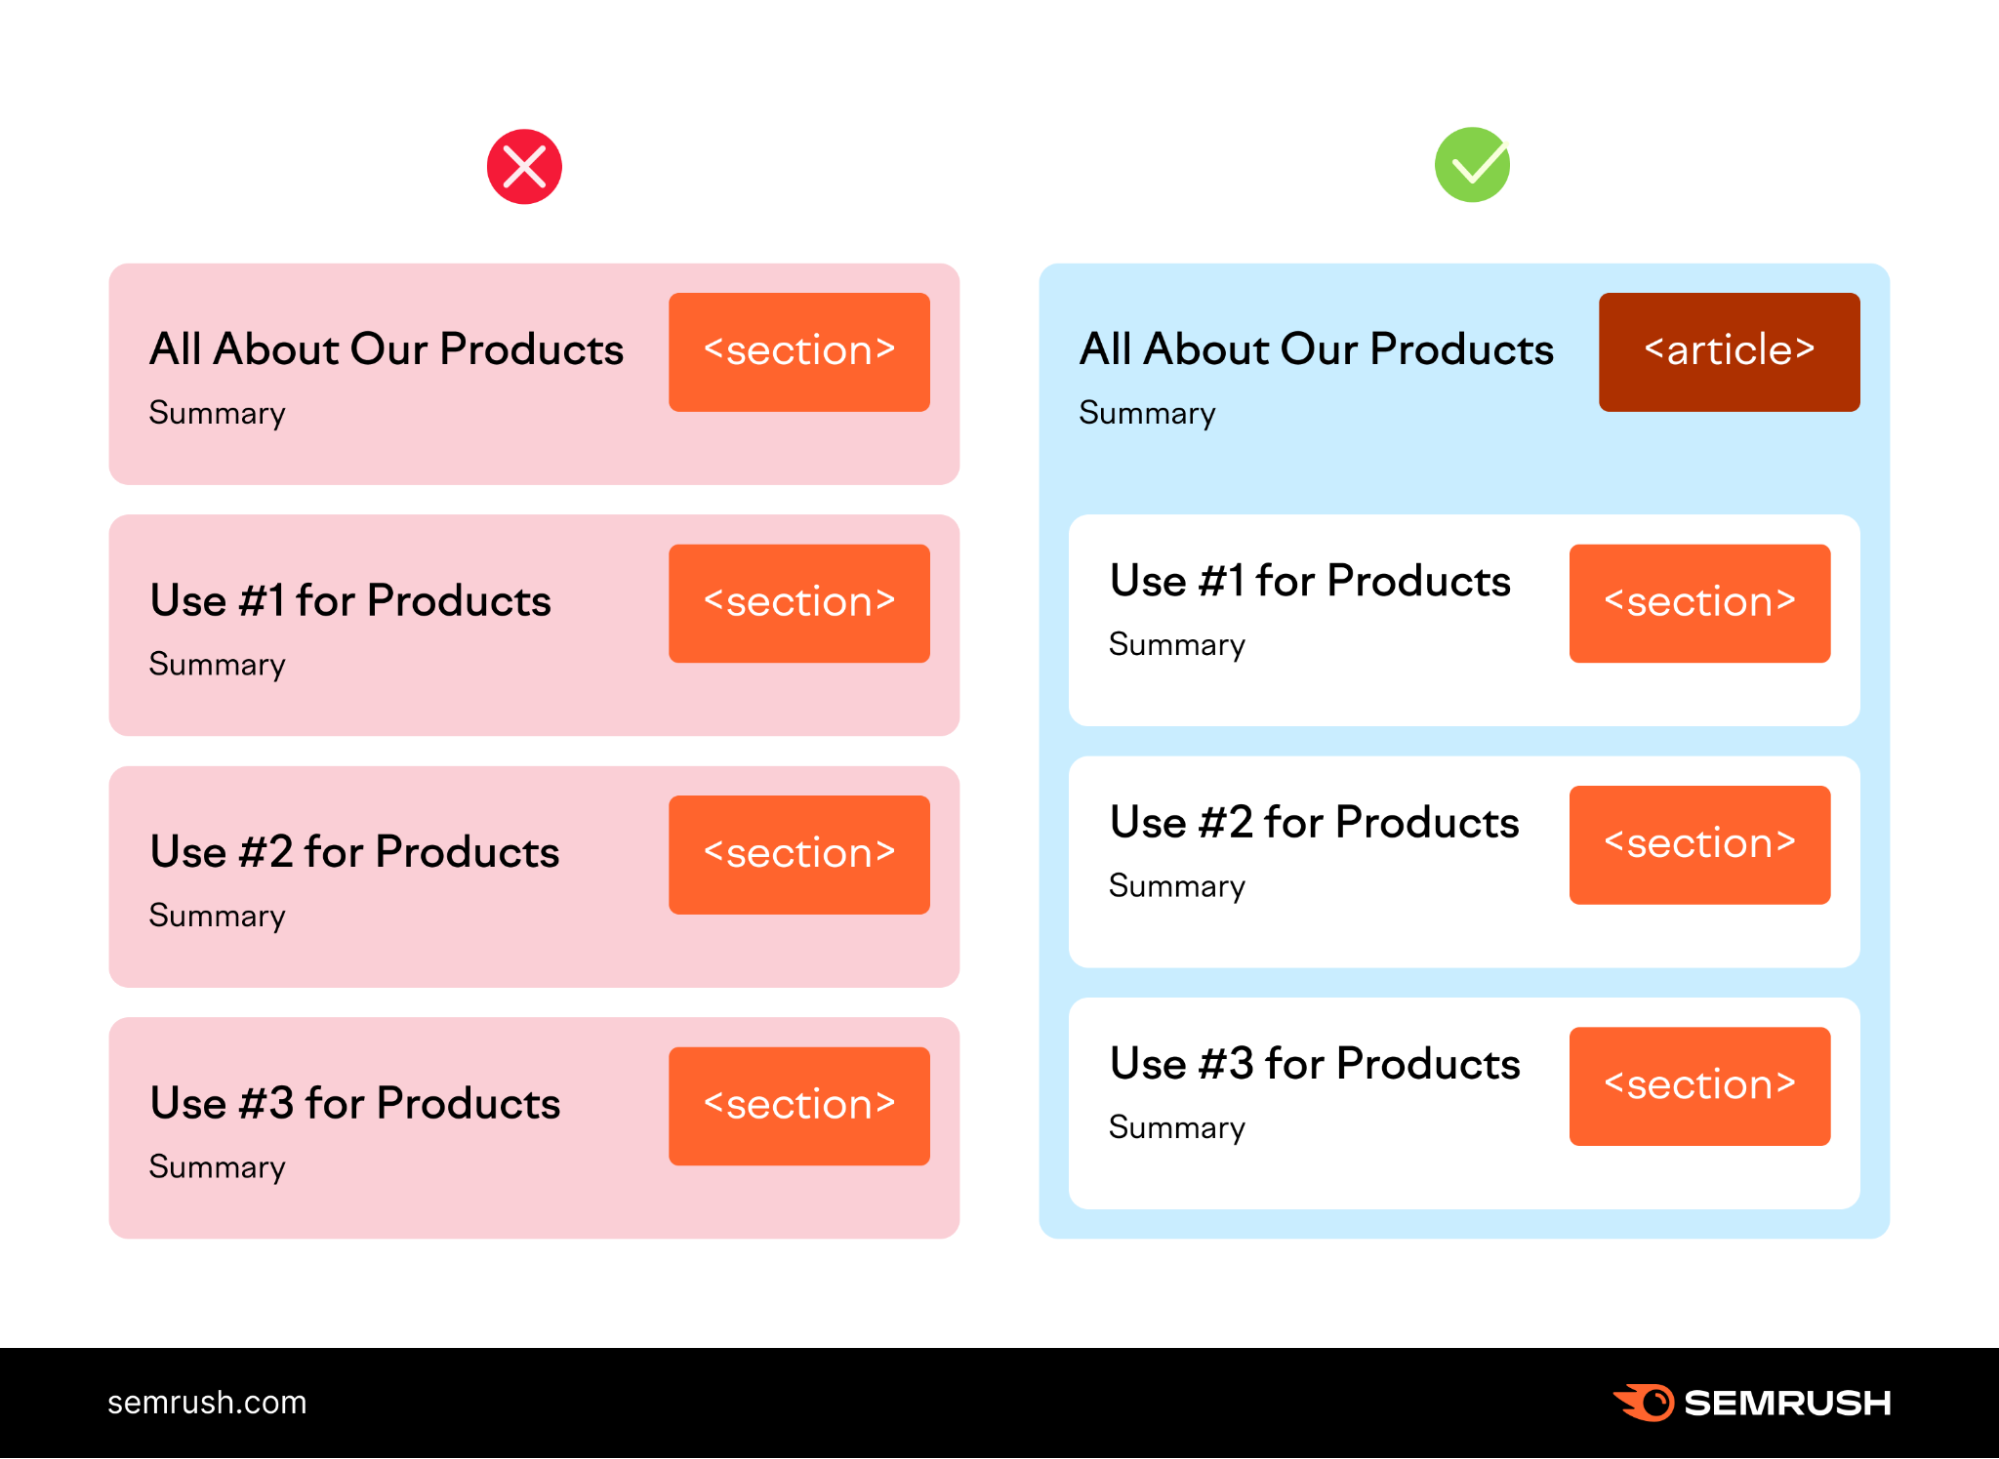 All About Our Products
<section>
Summary
Use #1 for Products
<section>
Summary
Use #2 for Products
<section>
Summary
Use #3 for Products
<section>
Summary
All About Our Products
<article>
Summary
Use #1 for Products
<section>
Summary
Use #2 for Products
<section>
Summary
Use #3 for Products
<section>
Summary
semrush.com
SEMRUSH